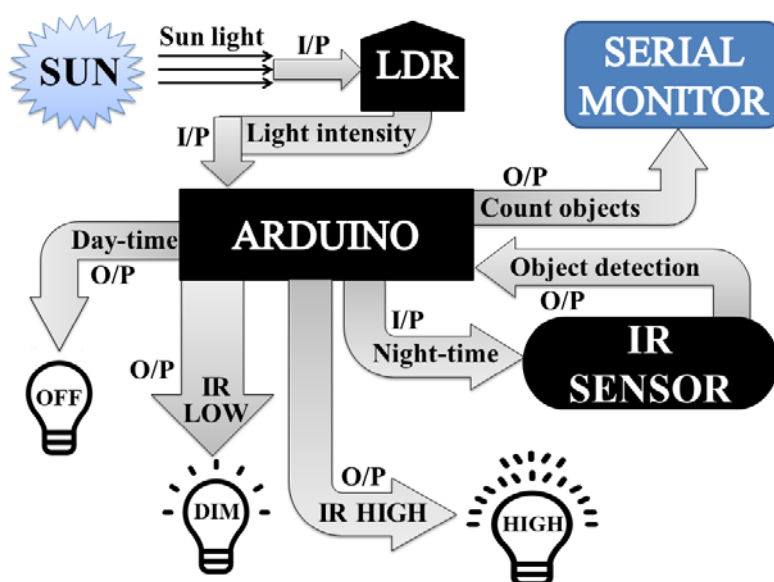 Sun light
I/P
SUN
LDR
SERIAL
MONITOR
I/P
Light intensity
O/P
Count objects
ARDUINO
Day-time
O/P
Object detection
O/P
I/P
Night-time
IR
SENSOR
O/P
IR
LOW
OFF
O/P
IR HIGH
DIM
HIGH